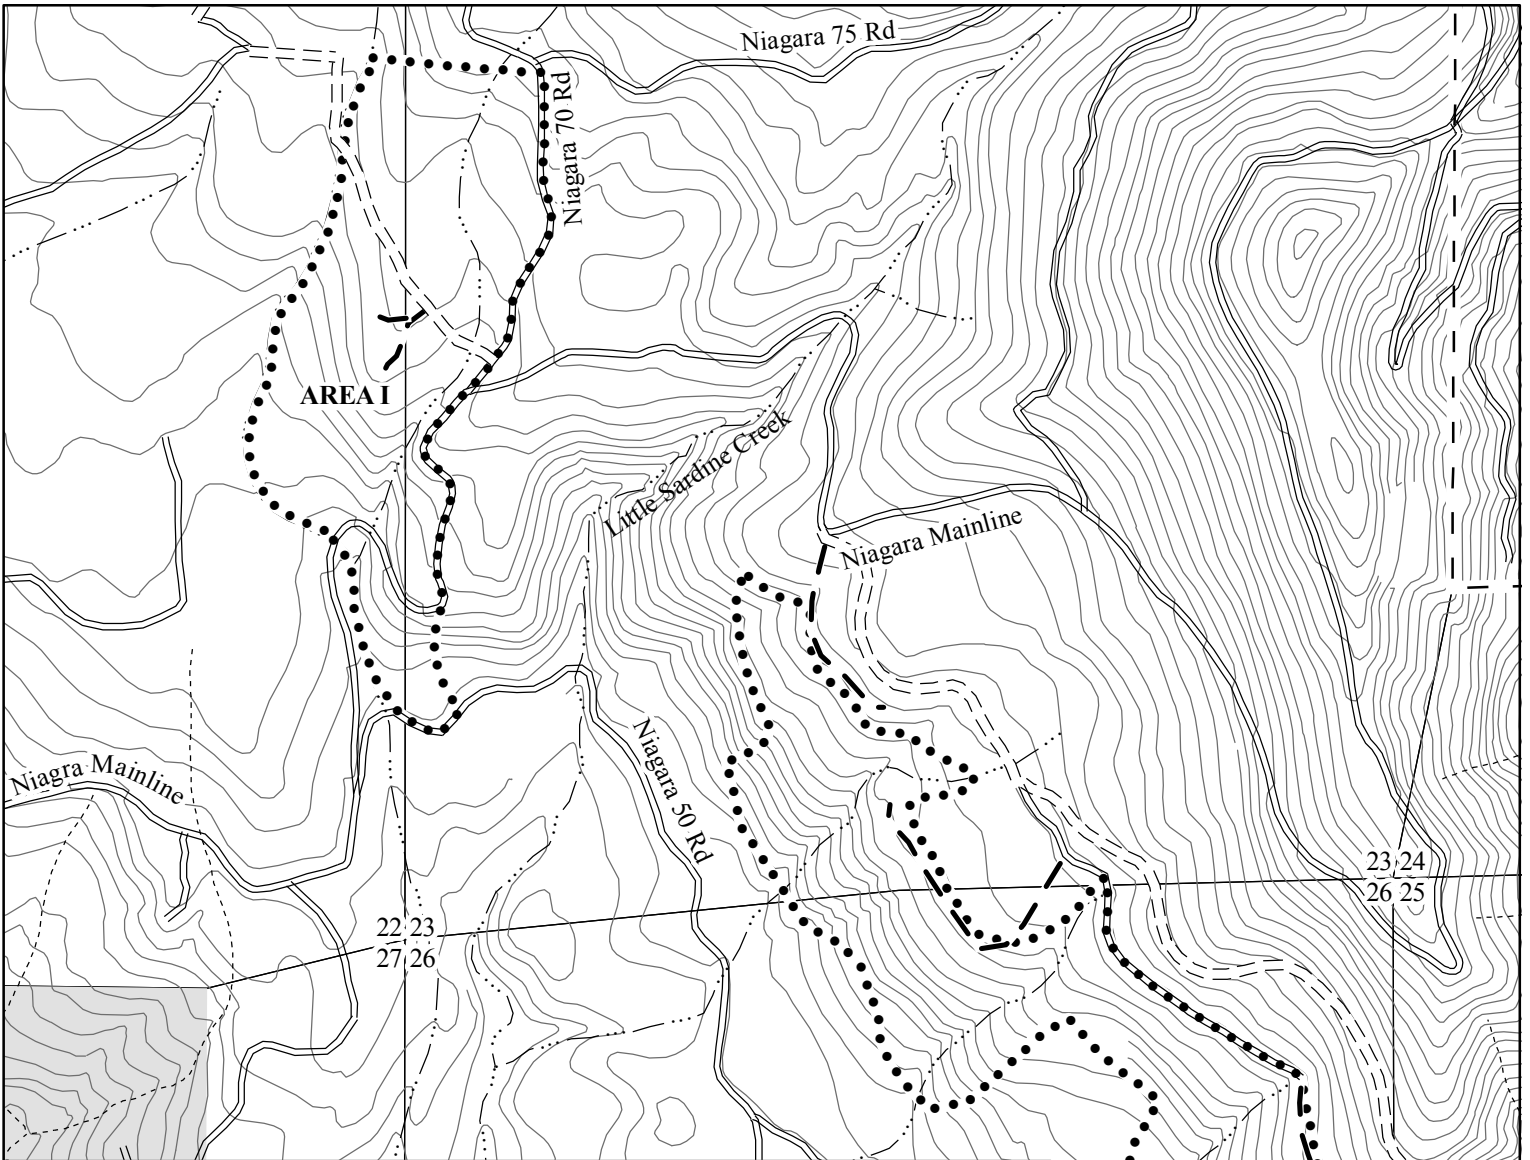 Niagara 75 Rd
Niagara 70 Rd
AREA I
Little Sardine Creek
Niagara Mainline
Niagara 50 Rd
Niagra Mainline
23 24
26 25
22 23
27 26